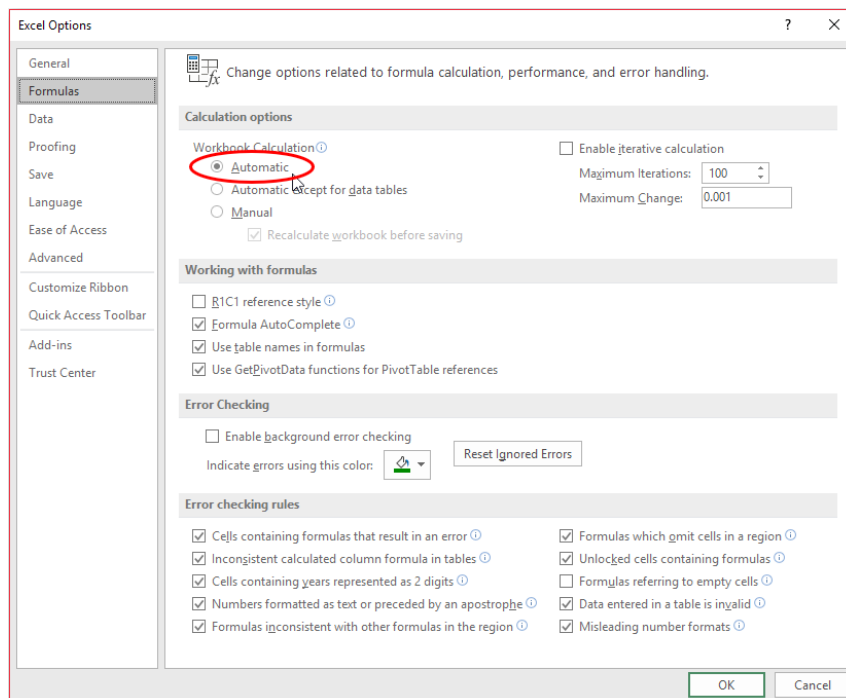 Excel Options
General
Formulas
Data
Proofing
Save
Language
Ease of Access
Advanced
Customize Ribbon
Quick Access Toolbar
Add-ins
Trust Center
Change options related to formula calculation, performance, and error handling.
Calculation options
Workbook Calculation
Automatic
Automatic except for data tables
Manual
Recalculate workbook before saving
Enable iterative calculation
Maximum Iterations: 100
Maximum Change: 0.001
Working with formulas
R1C1 reference style
Formula AutoComplete
Use table names in formulas
Use GetPivotData functions for PivotTable references
Error Checking
Enable background error checking
Indicate errors using this color:
Reset Ignored Errors
Error checking rules
Cells containing formulas that result in an error
Inconsistent calculated column formula in tables
Cells containing years represented as 2 digits
Numbers formatted as text or preceded by an apostrophe
Formulas inconsistent with other formulas in the region
Formulas which omit cells in a region
Unlocked cells containing formulas
Formulas referring to empty cells
Data entered in a table is invalid
Misleading number formats
OK
Cancel